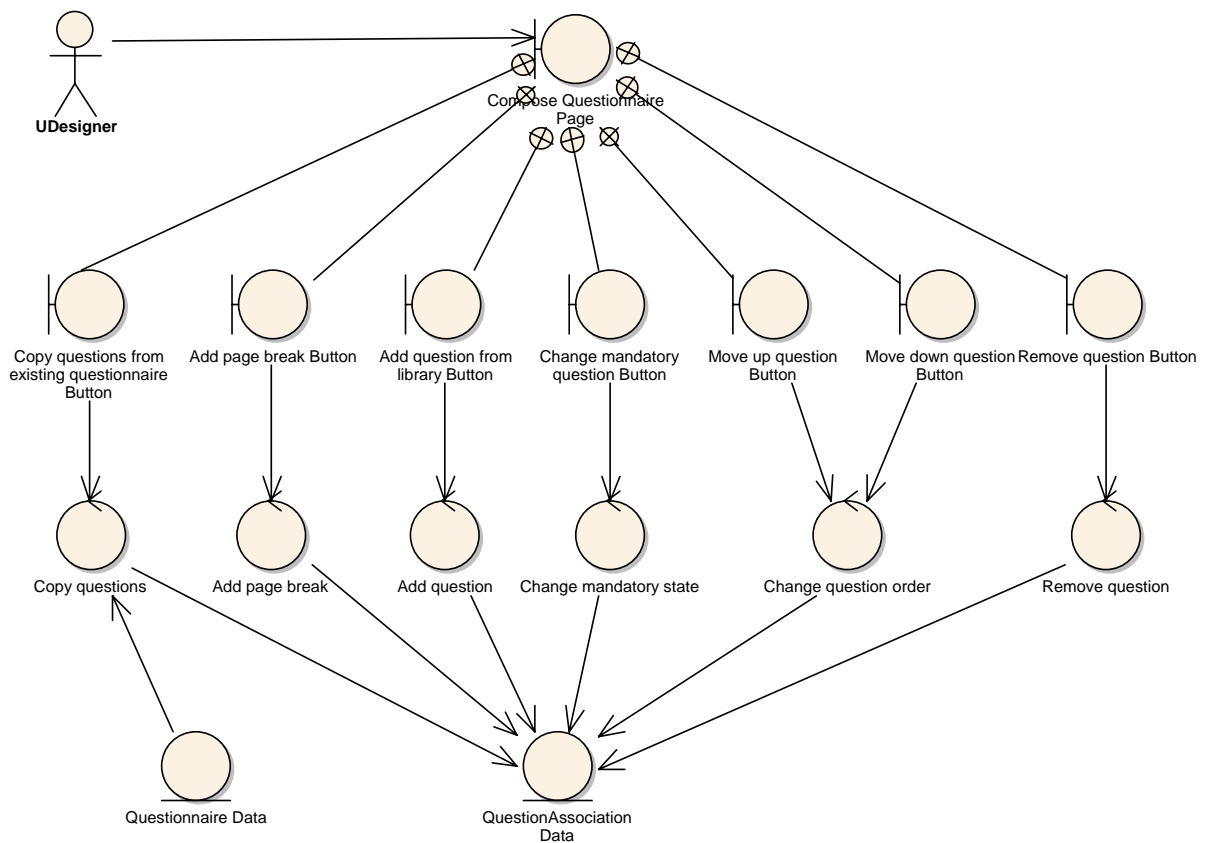 UDesigner
Compose Questionnaire
Page
Copy questions from
existing questionnaire
Button
Add page break Button
Add question from
library Button
Change mandatory
question Button
Move up question
Button
Move down question
Button
Remove question Button
Copy questions
Add page break
Add question
Change mandatory state
Change question order
Remove question
Questionnaire Data
QuestionAssociation
Data